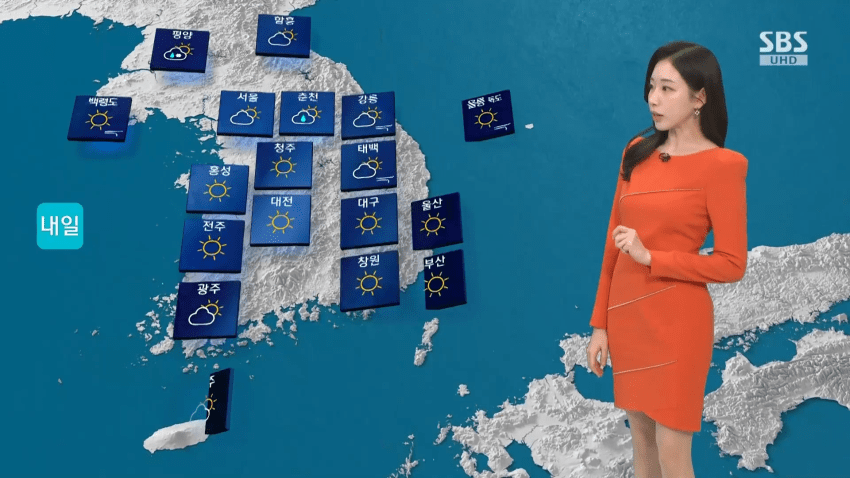 함흥
평양
SBS
UHD
백령도
서울
춘천
강릉
울릉 독도
청주
태백
홍성
대전
대구
울산
내일
전주
창원
부산
광주
주